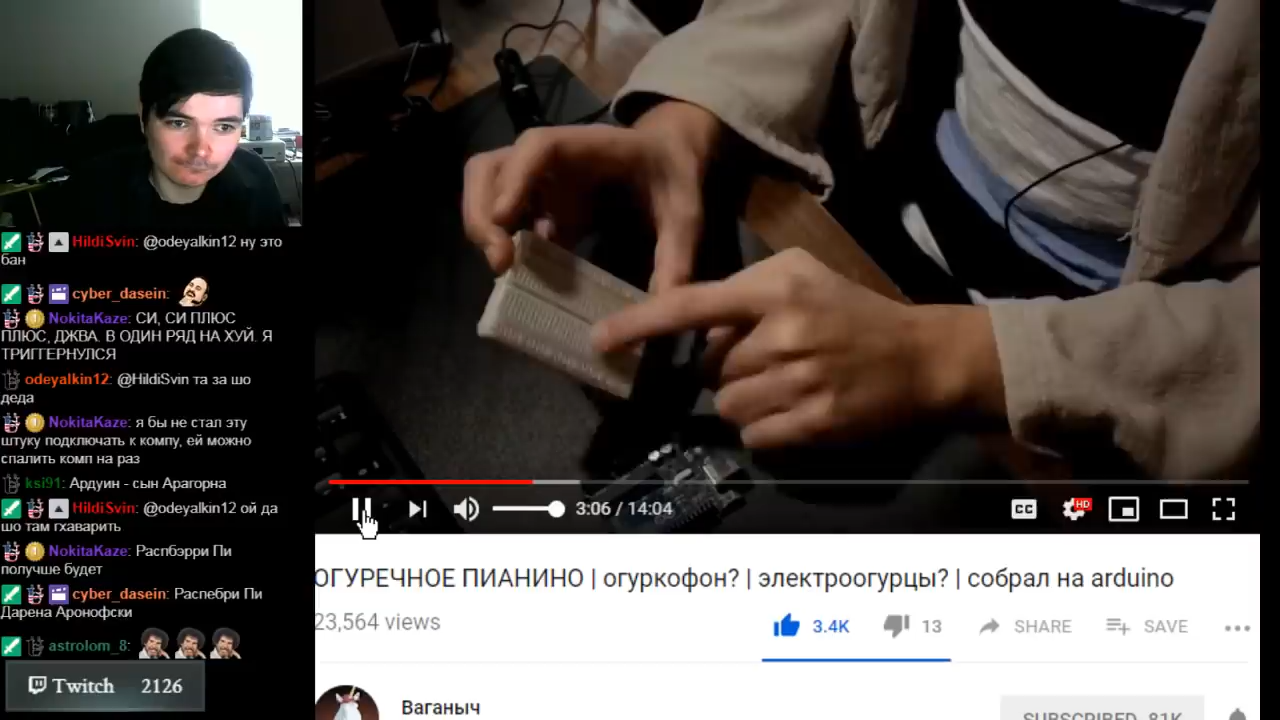 HildiSvin: @odeyalkin12 ну это
бан
cyber_dasein:
NokitaKaze: СИ, СИ ПЛЮС
ПЛЮС, ДЖВА. В ОДИН РЯД НА ХУЙ. Я
ТРИГГЕРНУЛСЯ
odeyalkin12: @HildiSvin та за шо
деда
NokitaKaze: я бы не стал эту
штуку подключать к компу, ей можно
спалить комп на раз
ksi91: Ардуин - сын Арагорна
HildiSvin: @odeyalkin12 ой да
шо там гхаварить
NokitaKaze: Распбэрри Пи
получше будет
cyber_dasein: Распебри Пи
Дарена Аронофски
astrolom_8:
Twitch 2126
3:06 / 14:04
CC
HD
ОГУРЕЧНОЕ ПИАНИНО | огуркофон? | электроогурцы? | собрал на arduino
23,564 views
3.4K
13
SHARE
SAVE
Ваганыч
SUBSCRIBED 81K